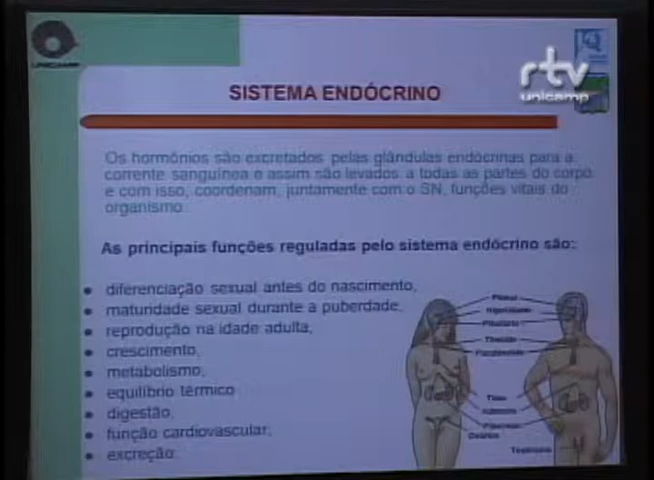 UNICAMP
rtv
unicamp
SISTEMA ENDÓCRINO
Os hormônios são excretados pelas glândulas endócrinas para a
corrente sanguínea e assim são levados a todas as partes do corpo
e com isso, coordenam, juntamente com o SN, funções vitais do
organismo
As principais funções reguladas pelo sistema endócrino são:
diferenciação sexual antes do nascimento,
maturidade sexual durante a puberdade,
reprodução na idade adulta,
crescimento,
metabolismo,
equilíbrio térmico
digestão,
função cardiovascular,
excreção
Pineal
Hipotálamo
Pituitária
Tireóide
Paratireóide
Timo
Pâncreas
Ovários
Testículos